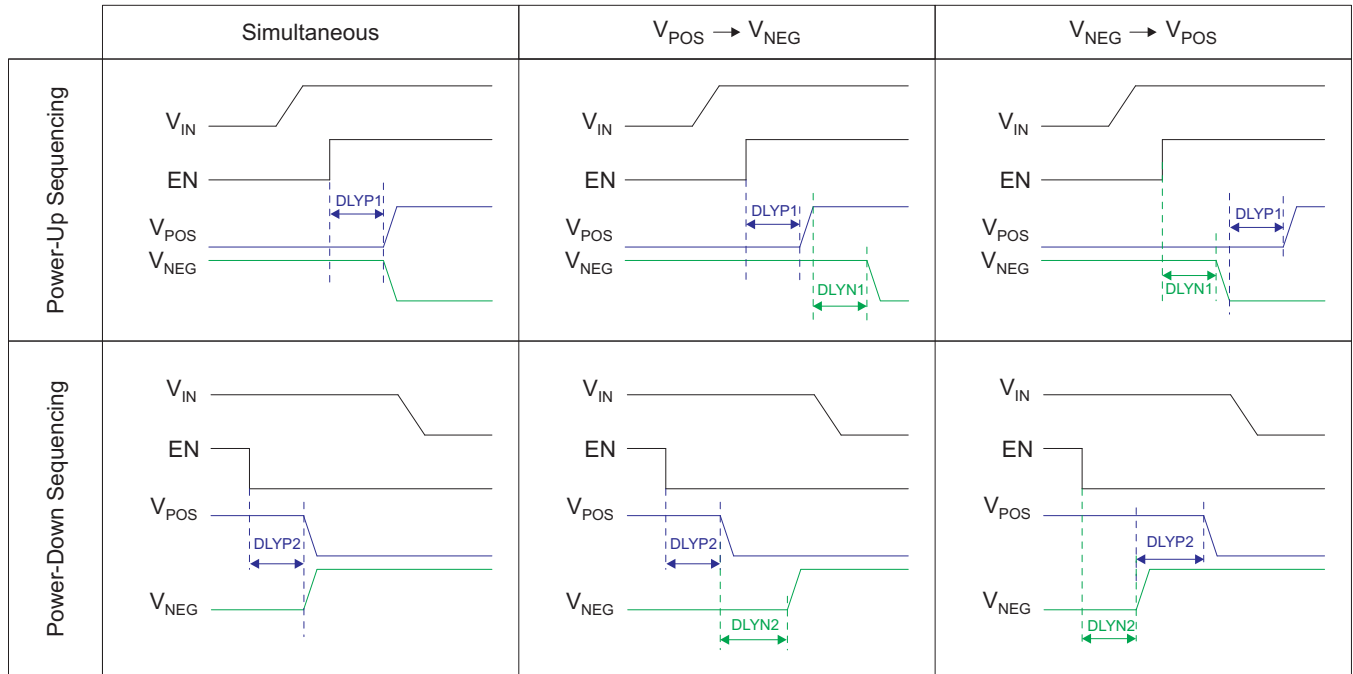 Simultaneous
VPOS → VNEG
VNEG → VPOS
Power-Up Sequencing
VIN
EN
DLYP1
VPOS
VNEG
VIN
EN
DLYP1
VPOS
VNEG
DLYN1
VIN
EN
DLYP1
VPOS
VNEG
DLYN1
Power-Down Sequencing
VIN
EN
VPOS
DLYP2
VNEG
VIN
EN
VPOS
DLYP2
VNEG
DLYN2
VIN
EN
VPOS
DLYP2
VNEG
DLYN2